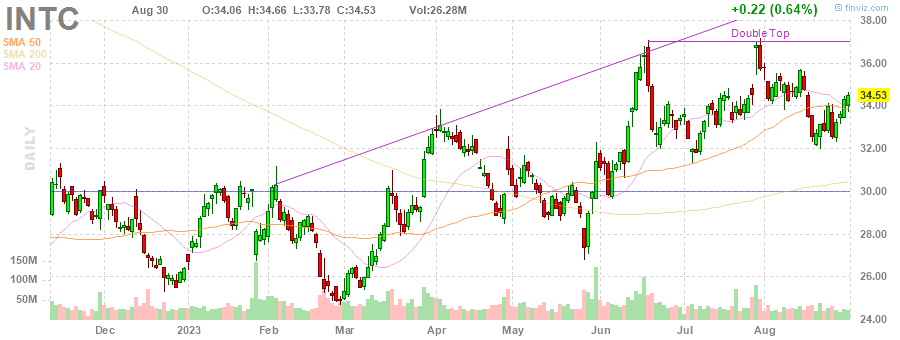 INTC Aug 30 O:34.06 H:34.66 L:33.78 C:34.53 Vol:26.28M +0.22 (0.64%) © finviz.com
SMA 50
SMA 200
SMA 20
DAILY
Double Top
38.00
36.00
34.53
34.00
32.00
30.00
28.00
26.00
24.00
150M
100M
50M
Dec 2023 Feb Mar Apr May Jun Jul Aug